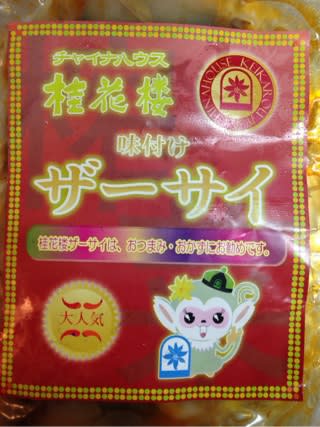 チャイナハウス
桂花楼
CHINAHOUSE KEIKAROU
味付け
ザーサイ
桂花楼ザーサイは、おつまみ・おかずにお勧めです。
大人気